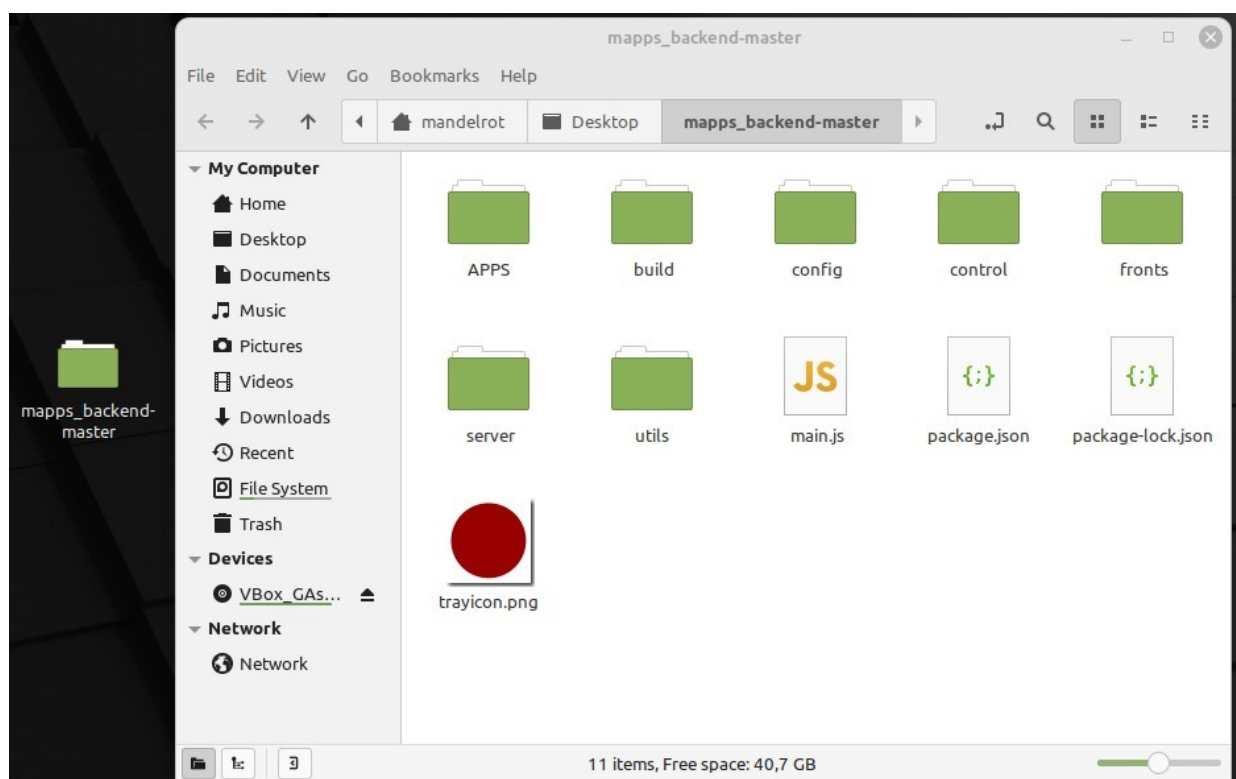 mapps_backend-master
File Edit View Go Bookmarks Help
mandelrot Desktop mapps_backend-master
My Computer
Home
Desktop
Documents
Music
Pictures
Videos
Downloads
Recent
File System
Trash
Devices
VBox_GAs...
Network
Network
APPS build config control fronts
JS {;} {;}
server utils main.js package.json package-lock.json
trayicon.png
mapps_backend-
master
11 items, Free space: 40,7 GB